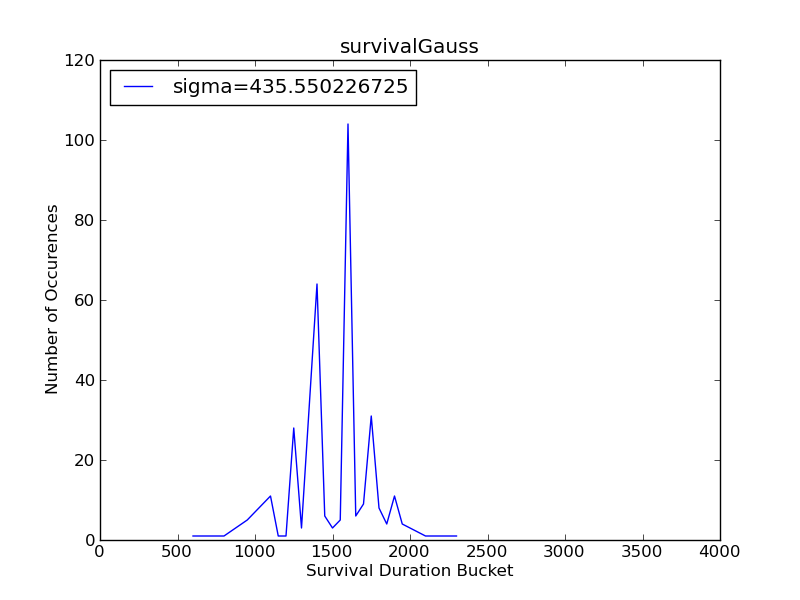 survivalGauss
sigma=435.550226725
120
100
80
60
40
20
0
Number of Occurences
0 500 1000 1500 2000 2500 3000 3500 4000
Survival Duration Bucket